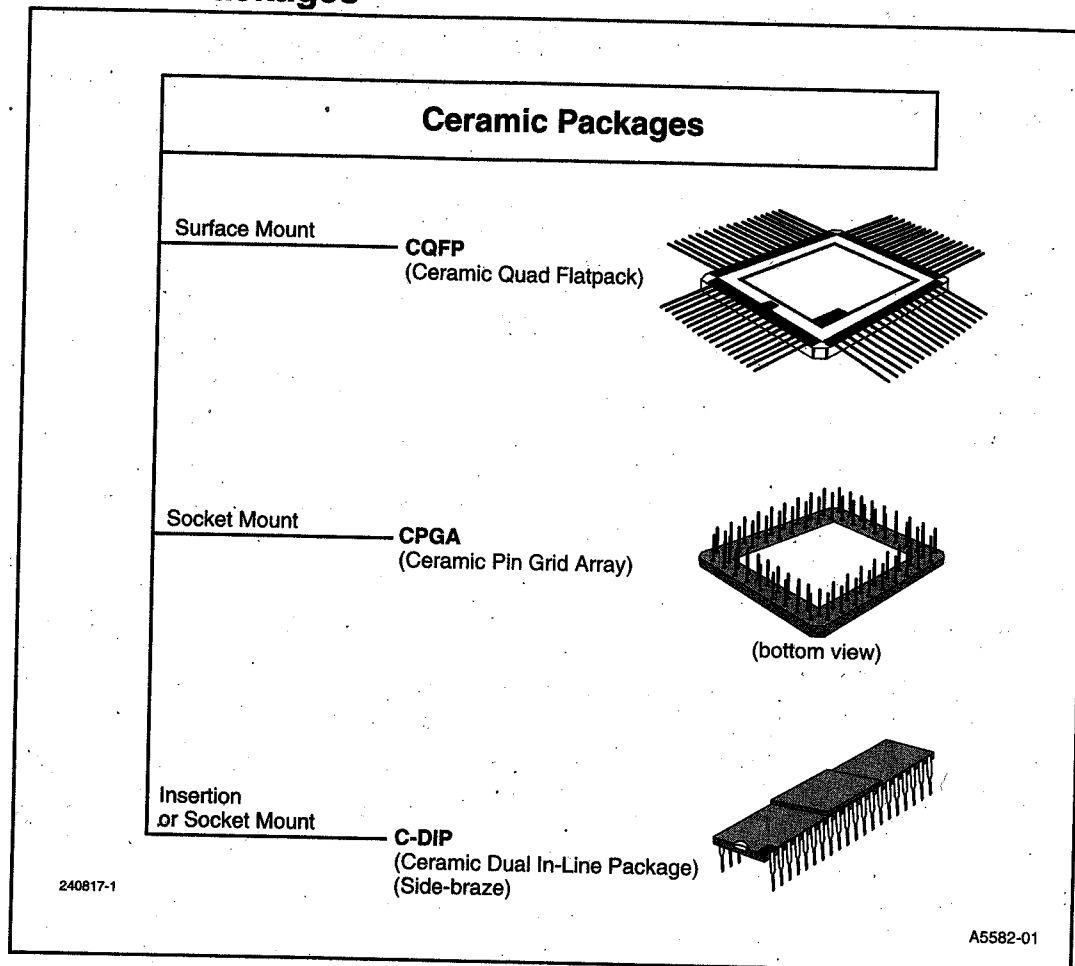 Ceramic Packages
Surface Mount
CQFP
(Ceramic Quad Flatpack)
Socket Mount
CPGA
(Ceramic Pin Grid Array)
(bottom view)
Insertion
or Socket Mount
C-DIP
(Ceramic Dual In-Line Package)
(Side-braze)
240817-1
A5582-01